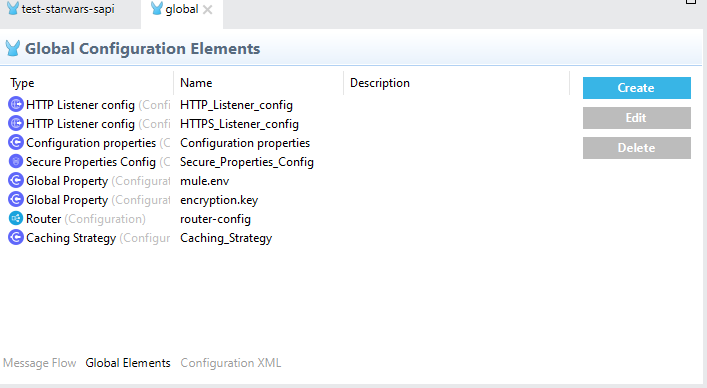 test-starwars-sapi global
Global Configuration Elements
Type Name Description
HTTP Listener config (Confi HTTP_Listener_config
HTTP Listener config (Confi HTTPS_Listener_config
Configuration properties (C Configuration properties
Secure Properties Config (C Secure_Properties_Config
Global Property (Configurat mule.env
Global Property (Configurat encryption.key
Router (Configuration) router-config
Caching Strategy (Configur Caching_Strategy
Create
Edit
Delete
Message Flow Global Elements Configuration XML